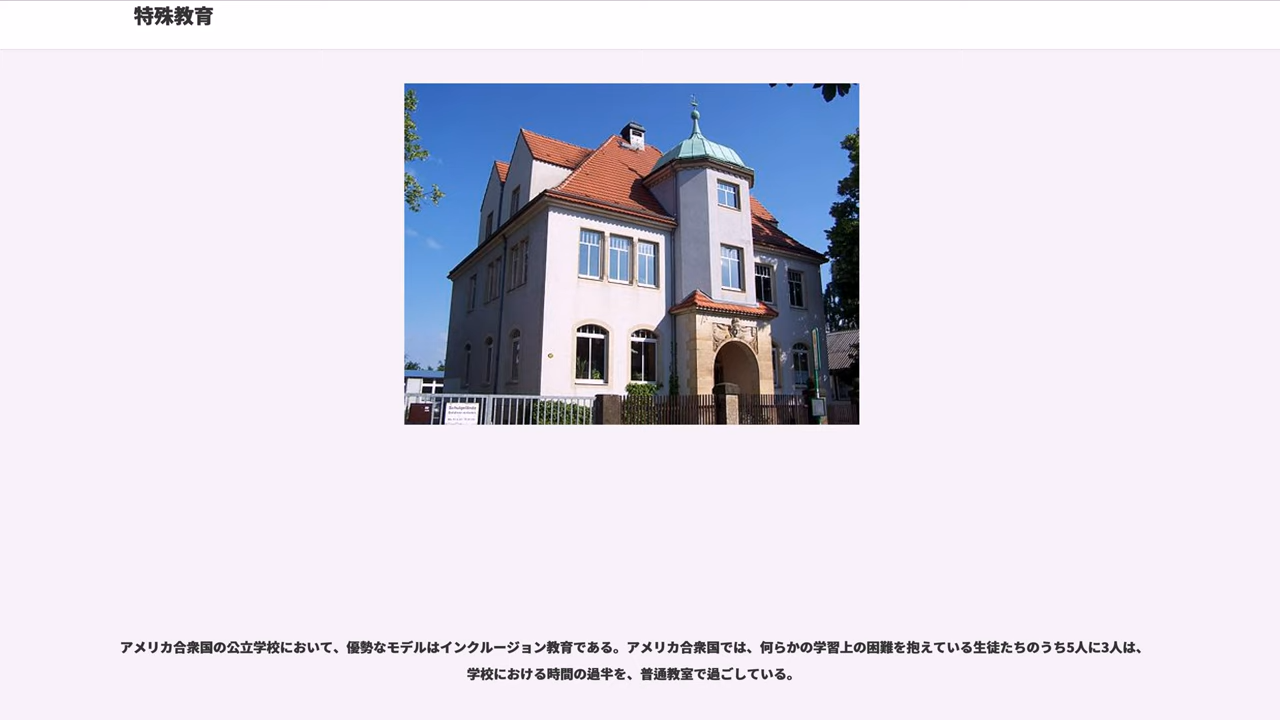 特殊教育
アメリカ合衆国の公立学校において、優勢なモデルはインクルージョン教育である。アメリカ合衆国では、何らかの学習上の困難を抱えている生徒たちのうち5人に3人は、
学校における時間の過半を、普通教室で過ごしている。